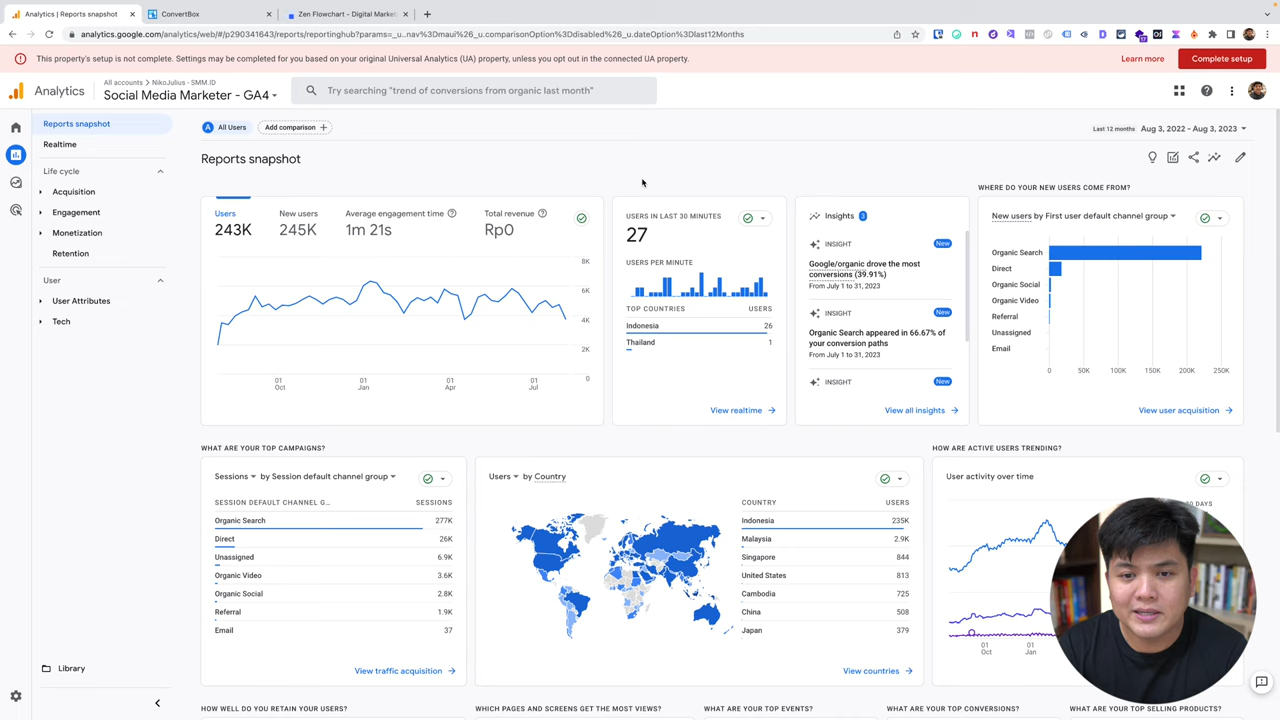 Analytics | Reports snapshot
ConvertBox
Zen Flowchart - Digital Market
analytics.google.com/analytics/web/#/p290341643/reports/reportinghub?params=_u..nav%3Dmaui%26_u.comparisonOption%3Ddisabled%26_u.dateOption%3Dlast12Months
This property's setup is not complete. Settings may be completed for you based on your original Universal Analytics (UA) property, unless you opt out in the connected UA property.
Learn more
Complete setup
Analytics
All accounts > NikoJulius - SMM.ID
Social Media Marketer - GA4
Try searching "trend of conversions from organic last month"
Reports snapshot
Realtime
Life cycle
Acquisition
Engagement
Monetization
Retention
User
User Attributes
Tech
Library
A All Users
Add comparison +
Last 12 months Aug 3, 2022 – Aug 3, 2023
Reports snapshot
Users
243K
New users
245K
Average engagement time
1m 21s
Total revenue
Rp0
8K
6K
4K
2K
0
01 Oct
01 Jan
01 Apr
01 Jul
USERS IN LAST 30 MINUTES
27
USERS PER MINUTE
TOP COUNTRIES USERS
Indonesia 26
Thailand 1
View realtime
Insights 3
INSIGHT New
Google/organic drove the most
conversions (39.91%)
From July 1 to 31, 2023
INSIGHT New
Organic Search appeared in 66.67% of
your conversion paths
From July 1 to 31, 2023
INSIGHT New
View all insights
WHERE DO YOUR NEW USERS COME FROM?
New users by First user default channel group
Organic Search
Direct
Organic Social
Organic Video
Referral
Unassigned
Email
0 50K 100K 150K 200K 250K
View user acquisition
WHAT ARE YOUR TOP CAMPAIGNS?
Sessions by Session default channel group
SESSION DEFAULT CHANNEL G... SESSIONS
Organic Search 277K
Direct 26K
Unassigned 6.9K
Organic Video 3.6K
Organic Social 2.8K
Referral 1.9K
Email 37
View traffic acquisition
Users by Country
COUNTRY USERS
Indonesia 235K
Malaysia 2.9K
Singapore 844
United States 813
Cambodia 725
China 508
Japan 379
View countries
HOW ARE ACTIVE USERS TRENDING?
User activity over time
DAYS
01 Oct
01 Jan
HOW WELL DO YOU RETAIN YOUR USERS?
WHICH PAGES AND SCREENS GET THE MOST VIEWS?
WHAT ARE YOUR TOP EVENTS?
WHAT ARE YOUR TOP CONVERSIONS?
WHAT ARE YOUR TOP SELLING PRODUCTS?